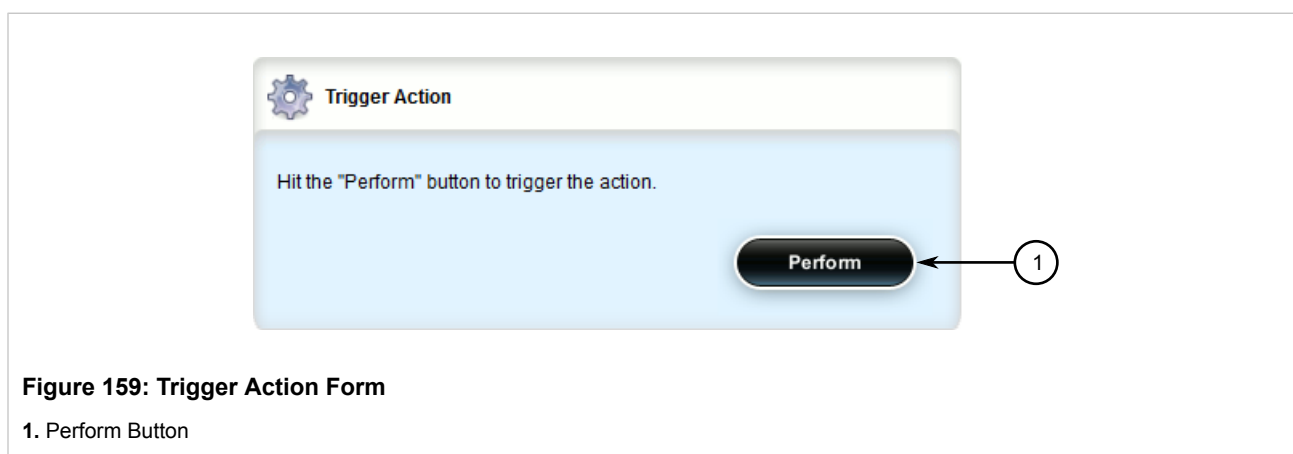 Trigger Action
Hit the "Perform" button to trigger the action.
Perform
1
Figure 159: Trigger Action Form
1. Perform Button